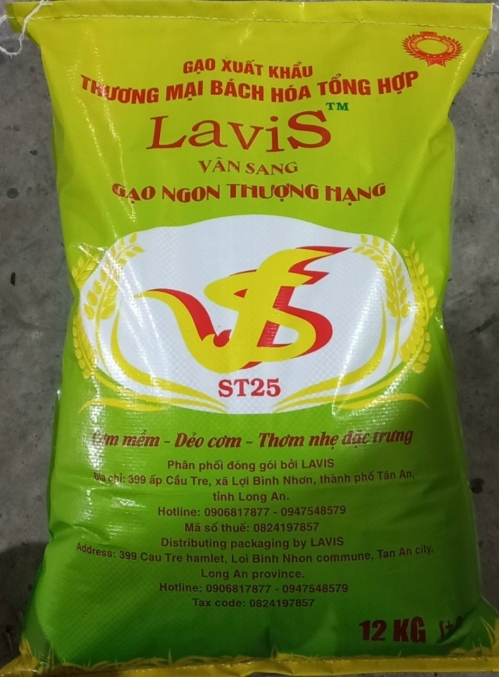 GẠO XUẤT KHẨU
THƯƠNG MẠI BÁCH HÓA TỔNG HỢP
LaviS™
VÂN SANG
GẠO NGON THƯỢNG HẠNG
ST25
Cơm mềm - Dẻo cơm - Thơm nhẹ đặc trưng
Phân phối đóng gói bởi LAVIS
Địa chỉ: 399 ấp Cầu Tre, xã Lợi Bình Nhơn, thành phố Tân An,
tỉnh Long An.
Hotline: 0906817877 - 0947548579
Mã số thuế: 0824197857
Distributing packaging by LAVIS
Address: 399 Cau Tre hamlet, Loi Binh Nhon commune, Tan An city,
Long An province.
Hotline: 0906817877 - 0947548579
Tax code: 0824197857
12 KG